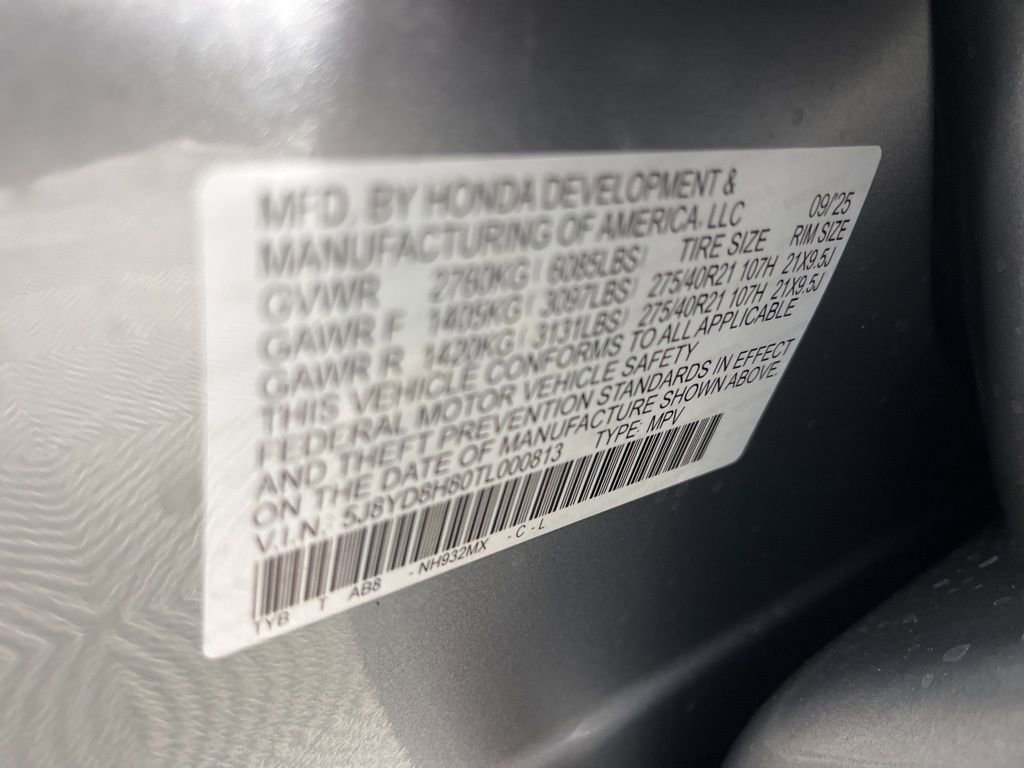 MFD. BY HONDA DEVELOPMENT &
MANUFACTURING OF AMERICA, LLC 09/'25
GVWR 2760KG ( 6085LBS) TIRE SIZE RIM SIZE
GAWR F 1405KG ( 3097LBS) 275/40R21 107H 21X9.5J
GAWR R 1420KG ( 3131LBS) 275/40R21 107H 21X9.5J
THIS VEHICLE CONFORMS TO ALL APPLICABLE
FEDERAL MOTOR VEHICLE SAFETY
AND THEFT PREVENTION STANDARDS IN EFFECT
ON THE DATE OF MANUFACTURE SHOWN ABOVE.
V.I.N.: 5J8YD8H80TL000813 TYPE: MPV
TYB T AB8 - NH932MX - C - L